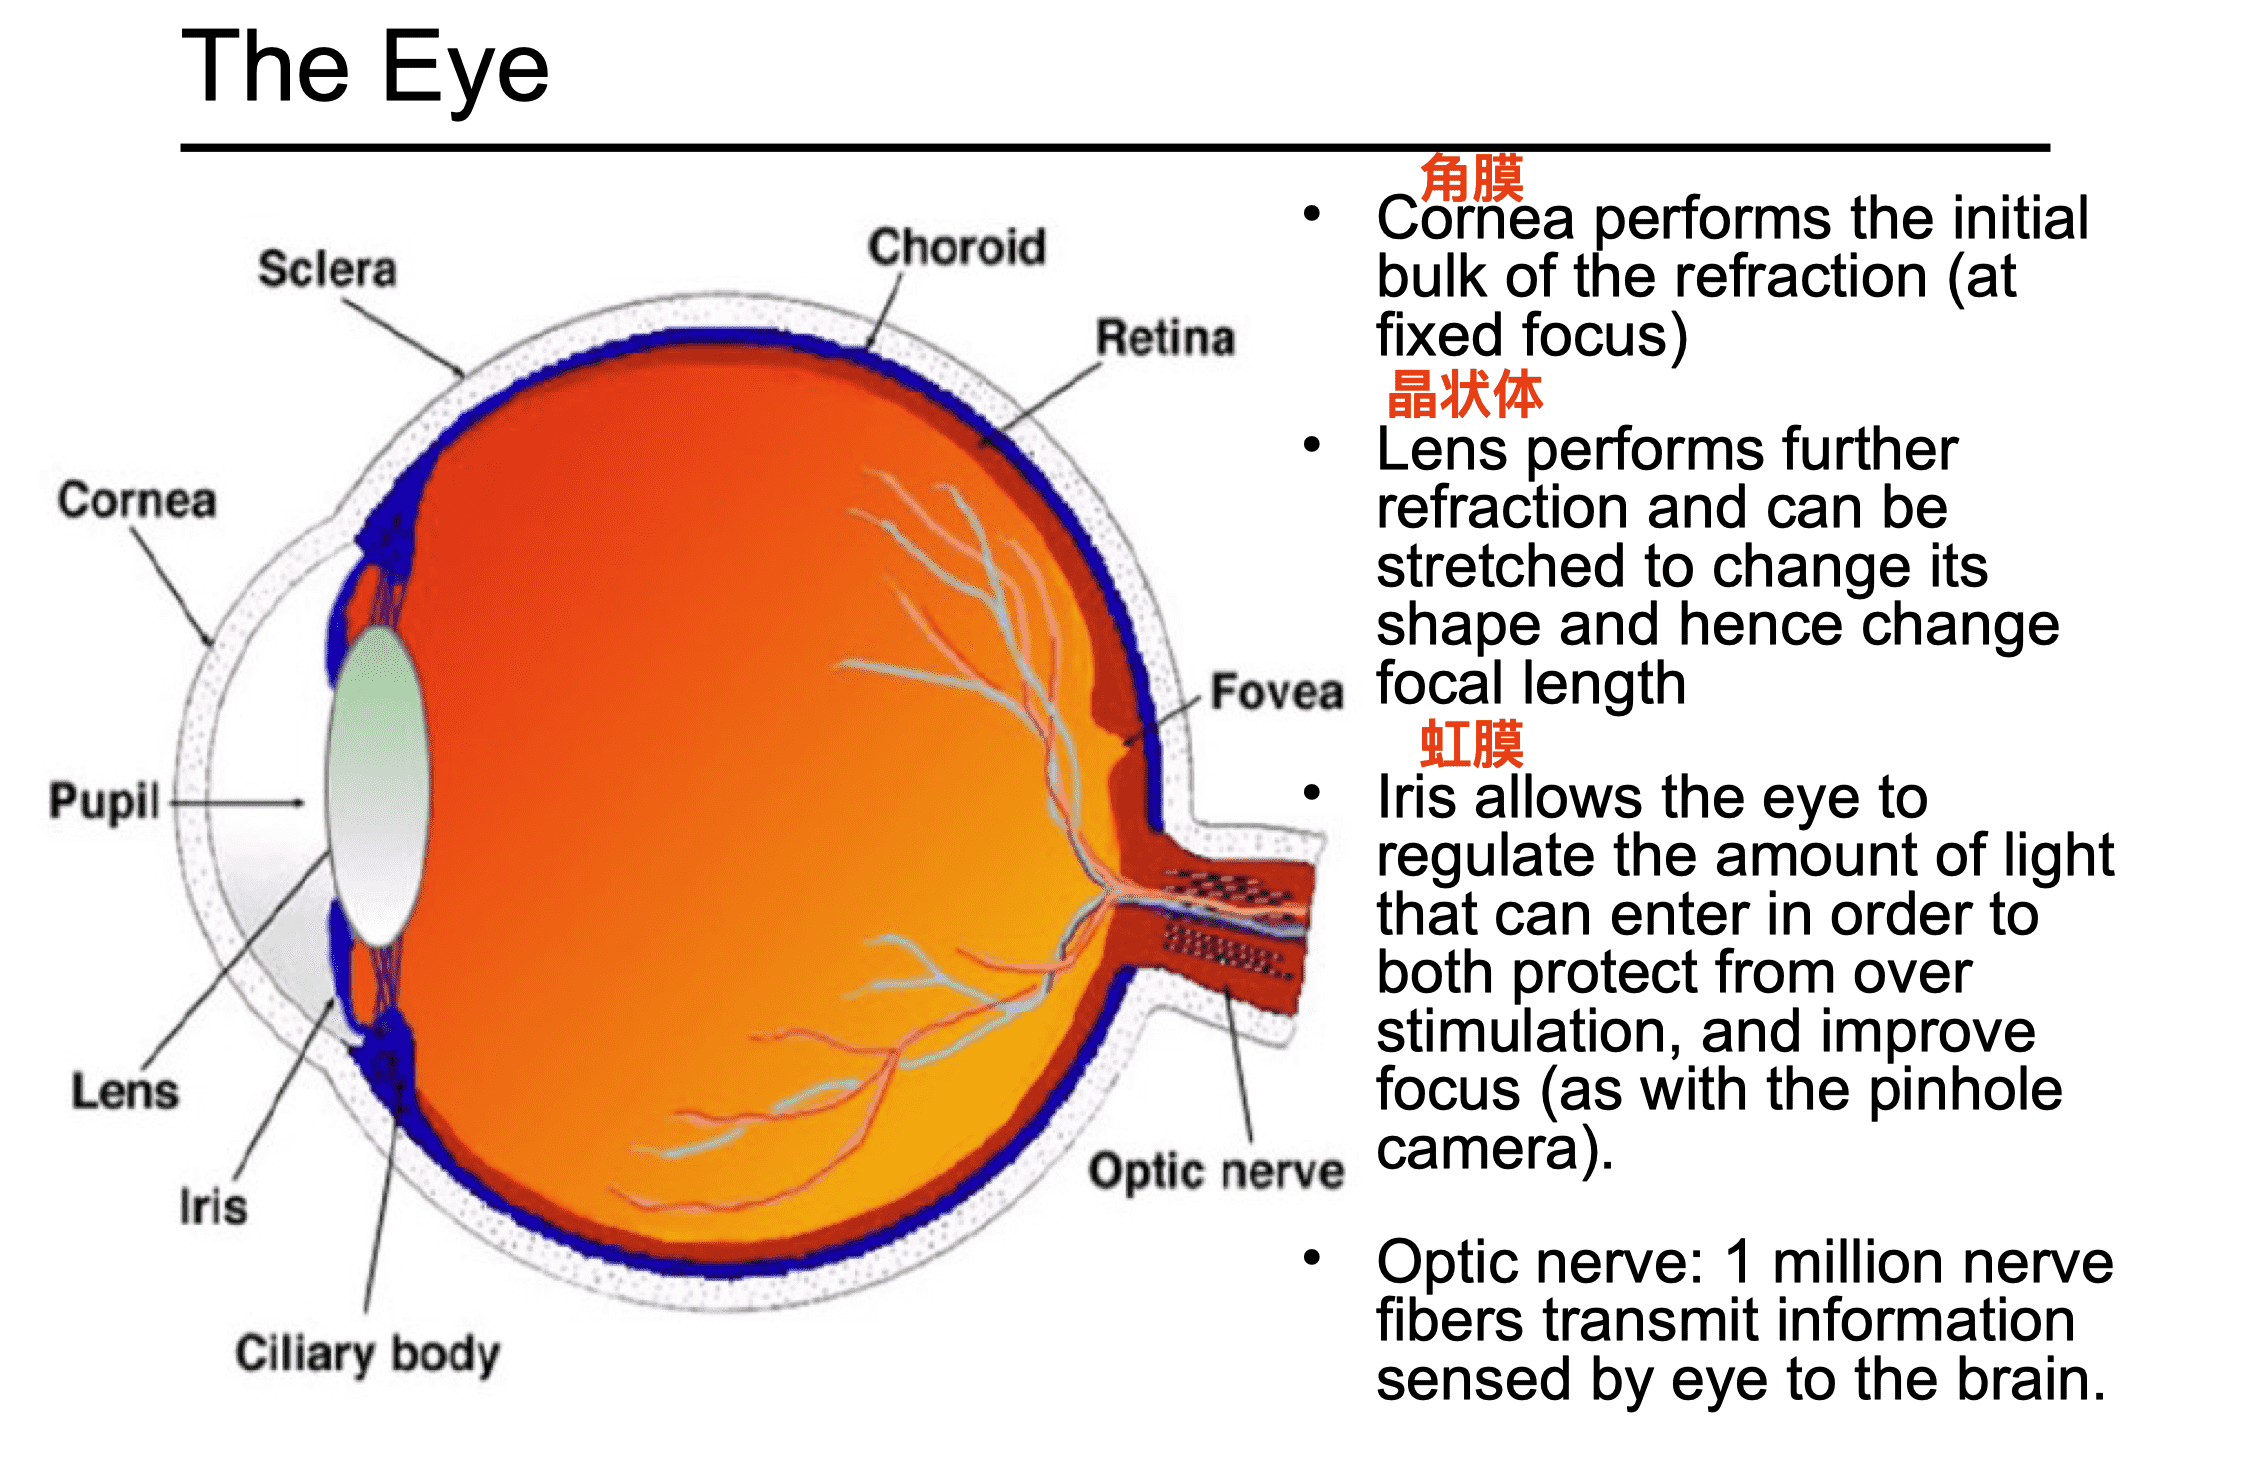 The Eye
Sclera
Choroid
Retina
Cornea
Fovea
Pupil
Lens
Iris
Optic nerve
Ciliary body
角膜
• Cornea performs the initial
bulk of the refraction (at
fixed focus)
晶状体
• Lens performs further
refraction and can be
stretched to change its
shape and hence change
focal length
虹膜
• Iris allows the eye to
regulate the amount of light
that can enter in order to
both protect from over
stimulation, and improve
focus (as with the pinhole
camera).
• Optic nerve: 1 million nerve
fibers transmit information
sensed by eye to the brain.